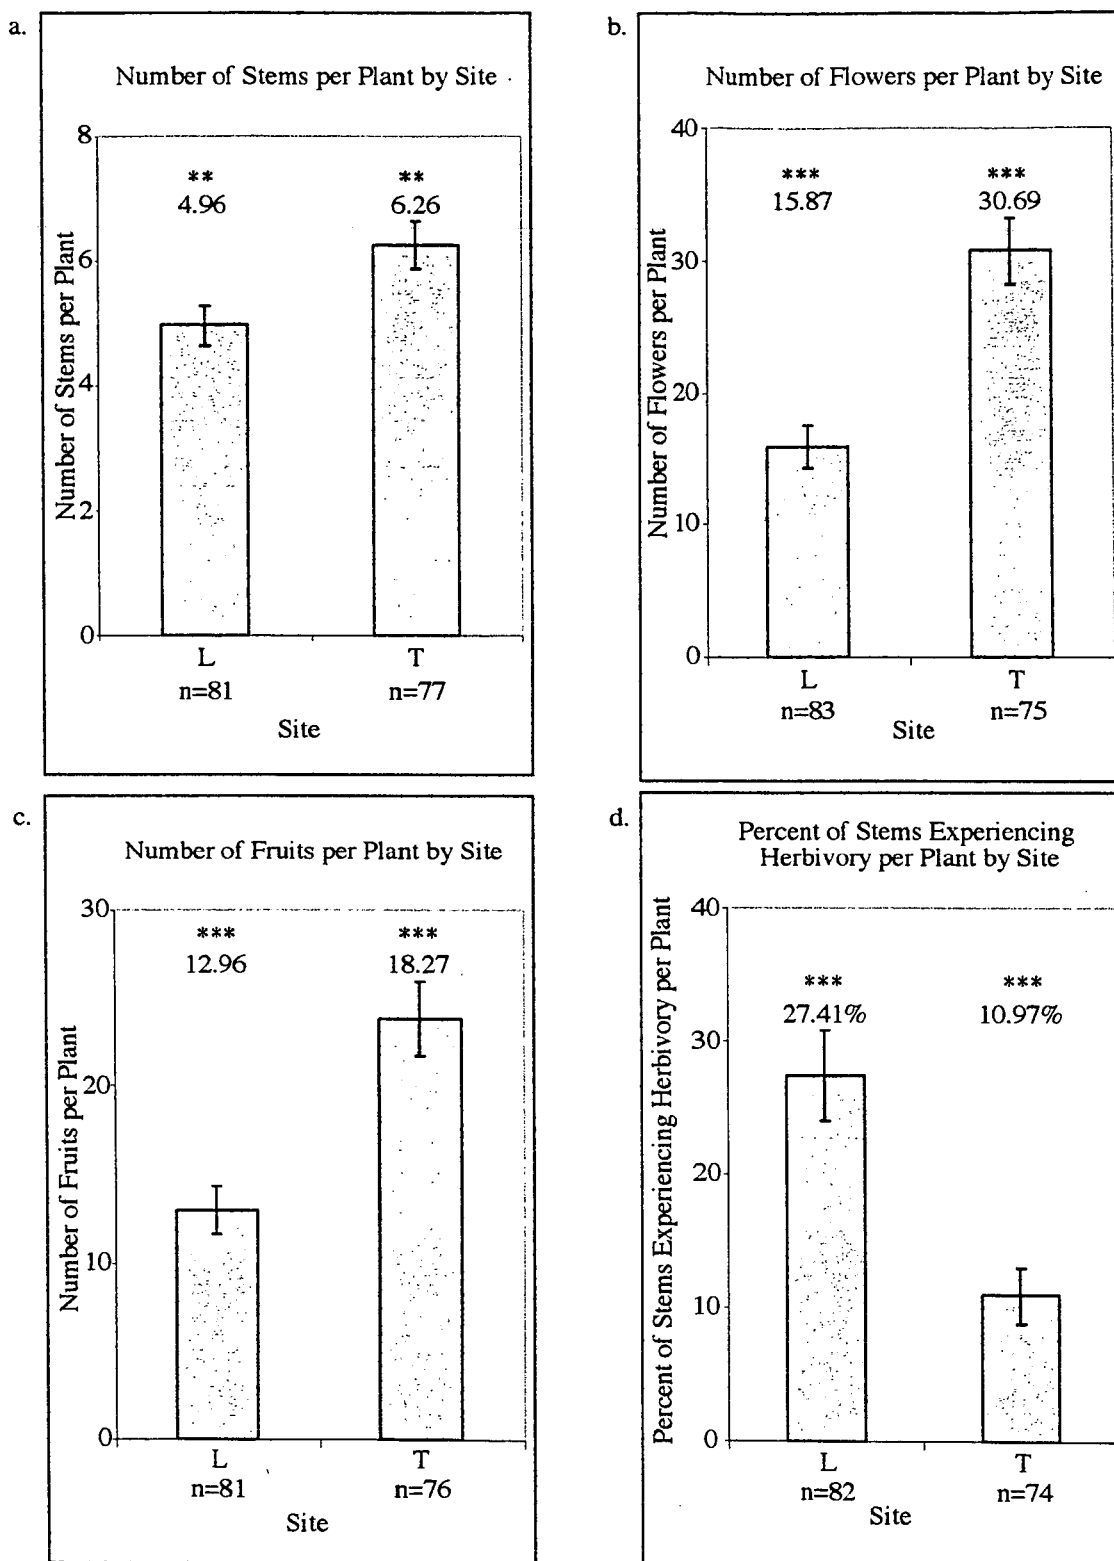 a.
Number of Stems per Plant by Site
Number of Stems per Plant
8
6
4
2
0
**
4.96
**
6.26
L
T
n=81
n=77
Site
b.
Number of Flowers per Plant by Site
Number of Flowers per Plant
40
30
20
10
0
***
15.87
***
30.69
L
T
n=83
n=75
Site
c.
Number of Fruits per Plant by Site
Number of Fruits per Plant
30
20
10
0
***
12.96
***
18.27
L
T
n=81
n=76
Site
d.
Percent of Stems Experiencing
Herbivory per Plant by Site
Percent of Stems Experiencing Herbivory per Plant
40
30
20
10
0
***
27.41%
***
10.97%
L
T
n=82
n=74
Site